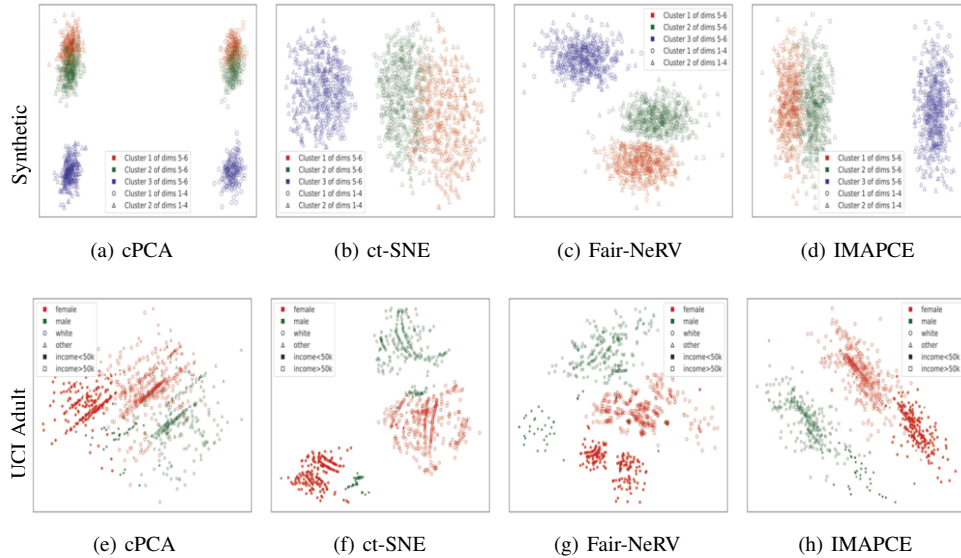 Synthetic
Cluster 1 of dims 5-6
Cluster 2 of dims 5-6
Cluster 3 of dims 5-6
Cluster 1 of dims 1-4
Cluster 2 of dims 1-4
Cluster 1 of dims 5-6
Cluster 2 of dims 5-6
Cluster 3 of dims 5-6
Cluster 1 of dims 1-4
Cluster 2 of dims 1-4
Cluster 1 of dims 5-6
Cluster 2 of dims 5-6
Cluster 3 of dims 5-6
Cluster 1 of dims 1-4
Cluster 2 of dims 1-4
Cluster 1 of dims 5-6
Cluster 2 of dims 5-6
Cluster 3 of dims 5-6
Cluster 1 of dims 1-4
Cluster 2 of dims 1-4
(a) cPCA
(b) ct-SNE
(c) Fair-NeRV
(d) IMAPCE
UCI Adult
female
male
white
other
income<50k
income>50k
female
male
white
other
income<50k
income>50k
female
male
white
other
income<50k
income>50k
female
male
white
other
income<50k
income>50k
(e) cPCA
(f) ct-SNE
(g) Fair-NeRV
(h) IMAPCE